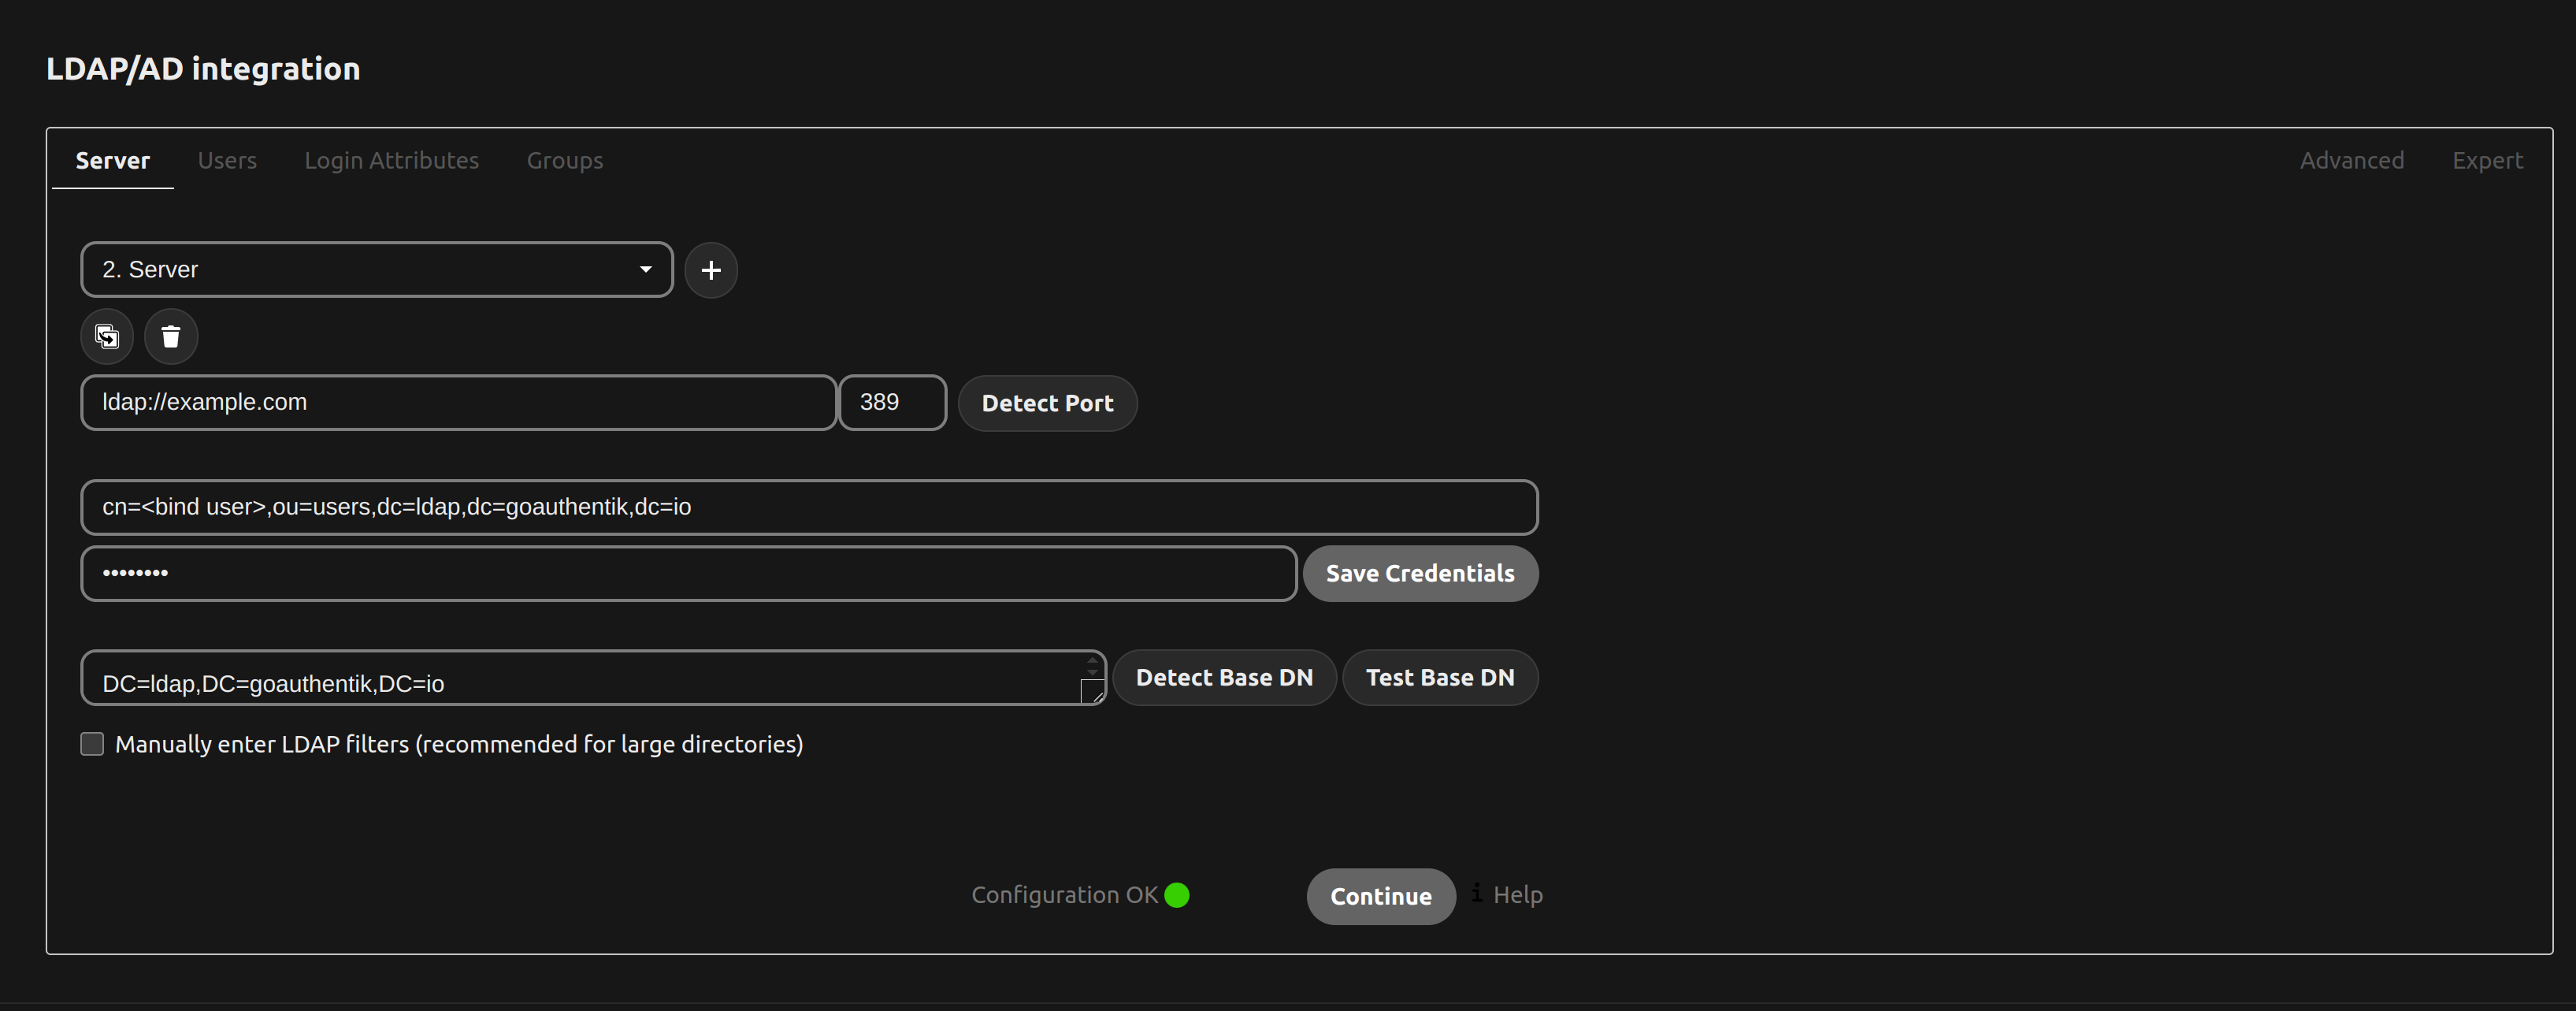 LDAP/AD integration
Server Users Login Attributes Groups Advanced Expert
2. Server
ldap://example.com 389 Detect Port
cn=<bind user>,ou=users,dc=ldap,dc=goauthentik,dc=io
•••••••• Save Credentials
DC=ldap,DC=goauthentik,DC=io Detect Base DN Test Base DN
Manually enter LDAP filters (recommended for large directories)
Configuration OK Continue i Help